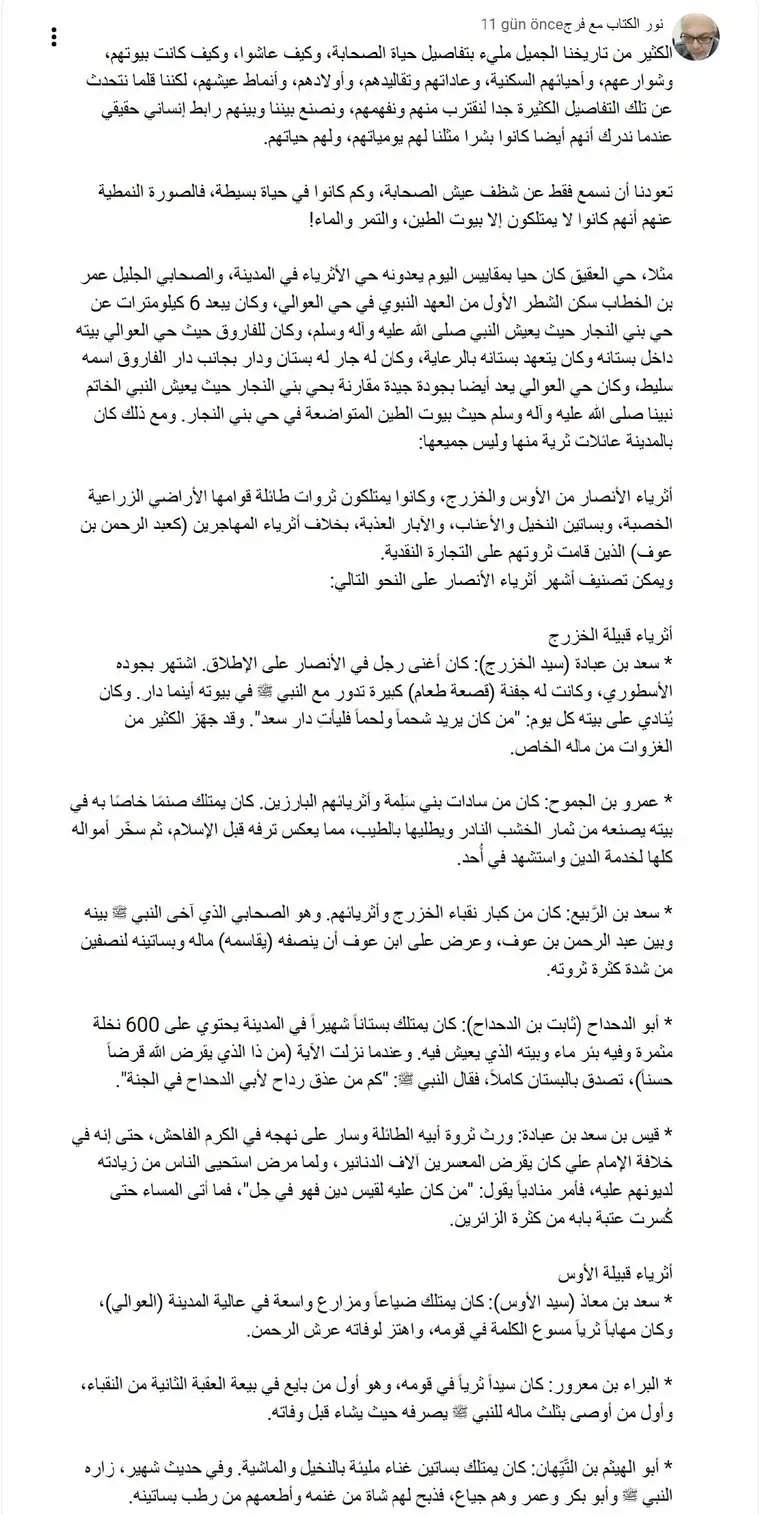 نور الكتاب مع فرج 11 gün önce
الكثير من تاريخنا الجميل مليء بتفاصيل حياة الصحابة، وكيف عاشوا، وكيف كانت بيوتهم،
وشوارعهم، وأحيائهم السكنية، وعاداتهم وتقاليدهم، وأولادهم، وأنماط عيشهم، لكننا قلما نتحدث
عن تلك التفاصيل الكثيرة جدا لنقترب منهم ونفهمهم، ونصنع بيننا وبينهم رابط إنساني حقيقي
عندما ندرك أنهم أيضا كانوا بشرا مثلنا لهم يومياتهم، ولهم حياتهم.
تعودنا أن نسمع فقط عن شظف عيش الصحابة، وكم كانوا في حياة بسيطة، فالصورة النمطية
عنهم أنهم كانوا لا يمتلكون إلا بيوت الطين، والتمر والماء!
مثلا، حي العقيق كان حيا بمقاييس اليوم يعدونه حي الأثرياء في المدينة، والصحابي الجليل عمر
بن الخطاب سكن الشطر الأول من العهد النبوي في حي العوالي، وكان يبعد 6 كيلومترات عن
حي بني النجار حيث يعيش النبي صلى الله عليه وآله وسلم، وكان للفاروق حيث حي العوالي بيته
داخل بستانه وكان يتعهد بستانه بالرعاية، وكان له جار له بستان ودار بجانب دار الفاروق اسمه
سليط، وكان حي العوالي يعد أيضا بجودة جيدة مقارنة بحي بني النجار حيث يعيش النبي الخاتم
نبينا صلى الله عليه وآله وسلم حيث بيوت الطين المتواضعة في حي بني النجار. ومع ذلك كان
بالمدينة عائلات ثرية منها وليس جميعها:
أثرياء الأنصار من الأوس والخزرج، وكانوا يمتلكون ثروات طائلة قوامها الأراضي الزراعية
الخصبة، وبساتين النخيل والأعناب، والآبار العذبة، بخلاف أثرياء المهاجرين (كعبد الرحمن بن
عوف) الذين قامت ثروتهم على التجارة النقدية.
ويمكن تصنيف أشهر أثرياء الأنصار على النحو التالي:
أثرياء قبيلة الخزرج
* سعد بن عبادة (سيد الخزرج): كان أغنى رجل في الأنصار على الإطلاق. اشتهر بجوده
الأسطوري، وكانت له جفنة (قصعة طعام) كبيرة تدور مع النبي ﷺ في بيوته أينما دار. وكان
يُنادي على بيته كل يوم: "من كان يريد شحماً ولحماً فليأتِ دار سعد". وقد جهّز الكثير من
الغزوات من ماله الخاص.
* عمرو بن الجموح: كان من سادات بني سَلِمة وأثريائهم البارزين. كان يمتلك صنمًا خاصًا به في
بيته يصنعه من ثمار الخشب النادر ويطليها بالطيب، مما يعكس ترفه قبل الإسلام، ثم سخّر أمواله
كلها لخدمة الدين واستشهد في أُحد.
* سعد بن الرَّبيع: كان من كبار نقباء الخزرج وأثريائهم. وهو الصحابي الذي آخى النبي ﷺ بينه
وبين عبد الرحمن بن عوف، وعرض على ابن عوف أن ينصفه (يقاسمه) ماله وبساتينه لنصفين
من شدة كثرة ثروته.
* أبو الدحداح (ثابت بن الدحداح): كان يمتلك بستاناً شهيراً في المدينة يحتوي على 600 نخلة
مثمرة وفيه بئر ماء وبيته الذي يعيش فيه. وعندما نزلت الآية (من ذا الذي يقرض الله قرضاً
حسناً)، تصدق بالبستان كاملاً، فقال النبي ﷺ: "كم من عذق رداح لأبي الدحداح في الجنة".
* قيس بن سعد بن عبادة: ورث ثروة أبيه الطائلة وسار على نهجه في الكرم الفاحش، حتى إنه في
خلافة الإمام علي كان يقرض المعسرين آلاف الدنانير، ولما مرض استحيى الناس من زيادته
لديونهم عليه، فأمر منادياً يقول: "من كان عليه لقيس دين فهو في حِل"، فما أتى المساء حتى
كُسرت عتبة بابه من كثرة الزائرين.
أثرياء قبيلة الأوس
* سعد بن معاذ (سيد الأوس): كان يمتلك ضياعاً ومزارع واسعة في عالية المدينة (العوالي)،
وكان مهاباً ثرياً مسوع الكلمة في قومه، واهتز لوفاته عرش الرحمن.
* البراء بن معرور: كان سيداً ثرياً في قومه، وهو أول من بايع في بيعة العقبة الثانية من النقباء،
وأول من أوصى بثلث ماله للنبي ﷺ يصرفه حيث يشاء قبل وفاته.
* أبو الهيثم بن التَّيّهان: كان يمتلك بساتين غناء مليئة بالنخيل والماشية. وفي حديث شهير، زاره
النبي ﷺ وأبو بكر وعمر وهم جياع، فذبح لهم شاة من غنمه وأطعمهم من رطب بساتينه.